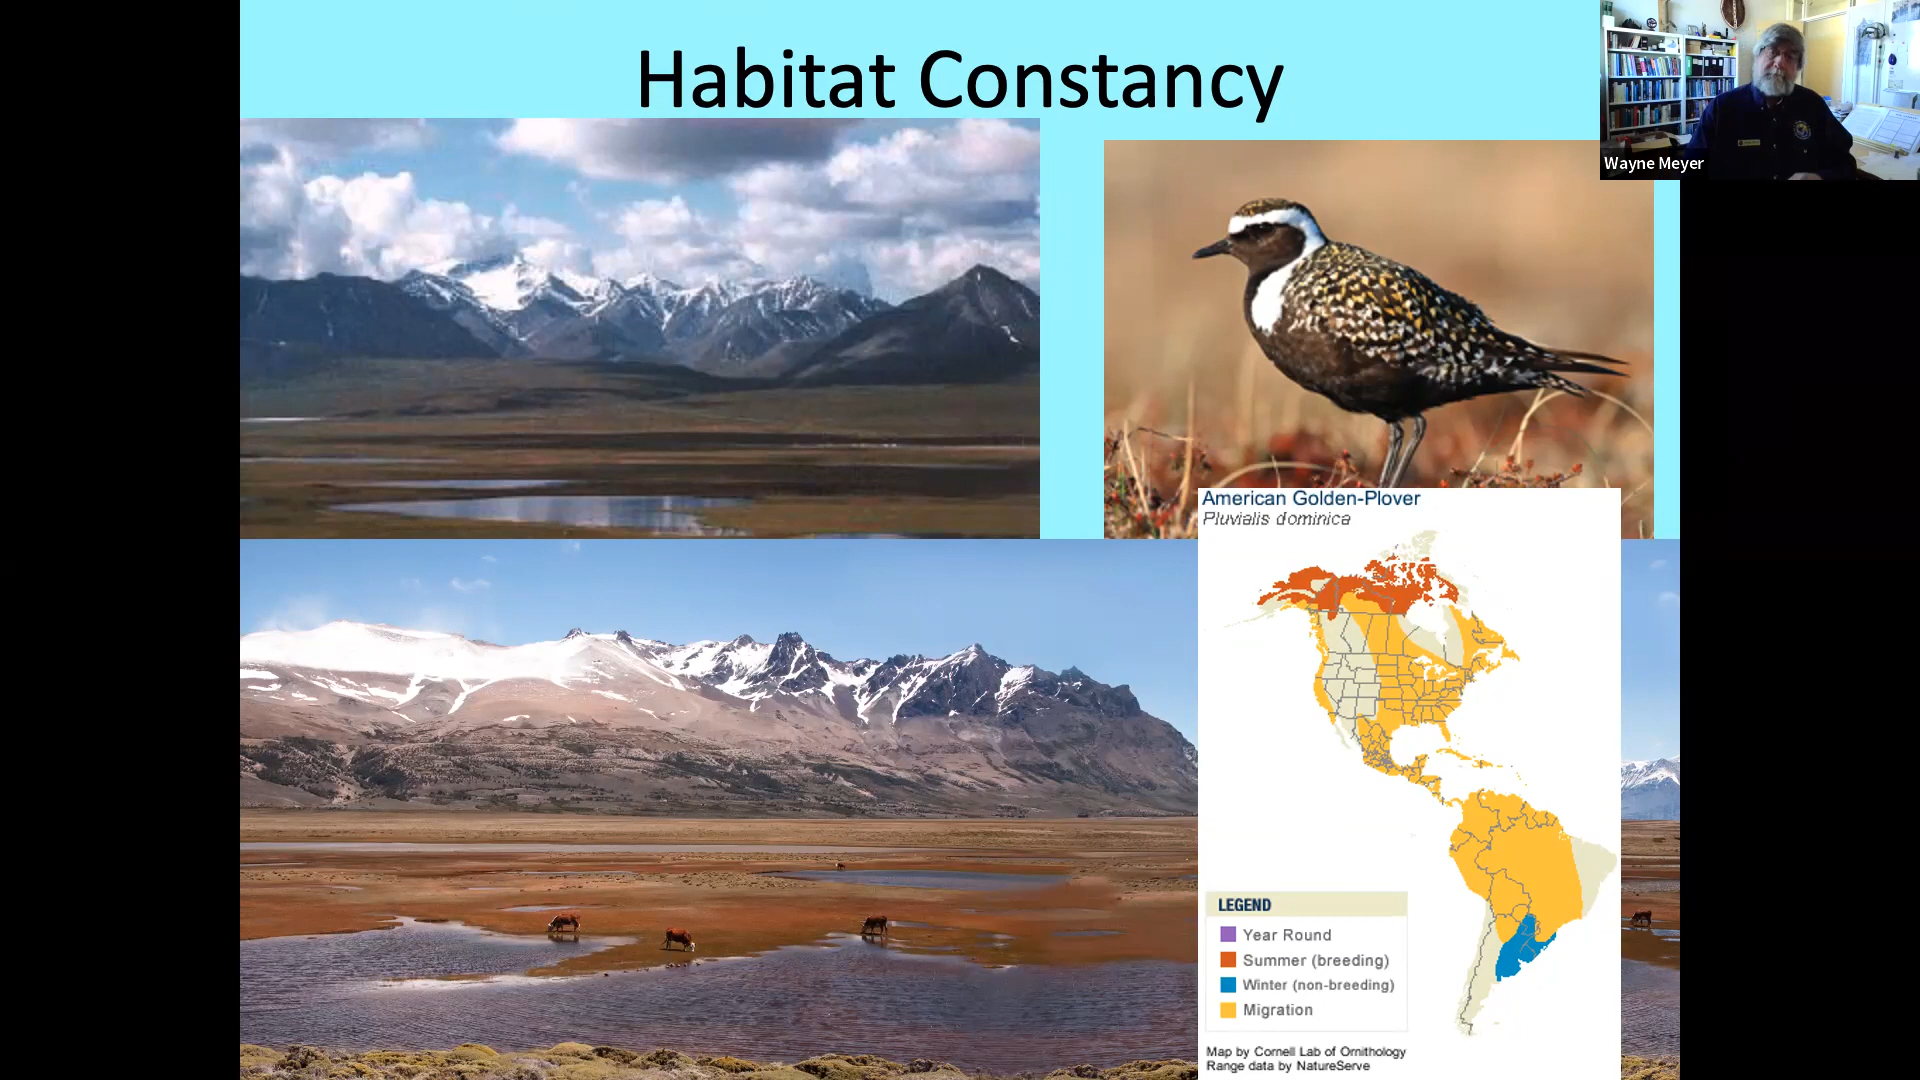 Habitat Constancy
Wayne Meyer
American Golden-Plover
Pluvialis dominica
LEGEND
Year Round
Summer (breeding)
Winter (non-breeding)
Migration
Map by Cornell Lab of Ornithology
Range data by NatureServe